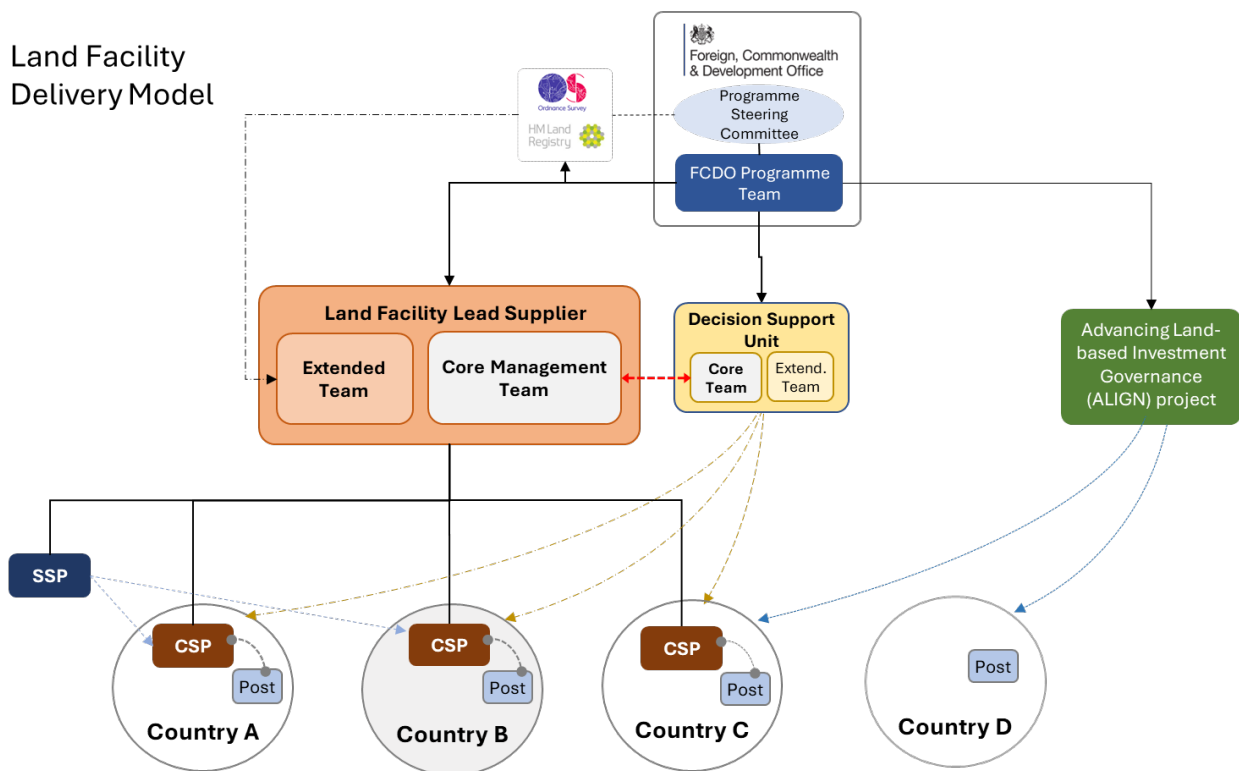 Land Facility
Delivery Model
Foreign, Commonwealth
& Development Office
Programme
Steering
Committee
FCDO Programme
Team
OS
Ordnance Survey
HM Land
Registry
Land Facility Lead Supplier
Extended
Team
Core Management
Team
Decision Support
Unit
Core
Team
Extend.
Team
Advancing Land-
based Investment
Governance
(ALIGN) project
SSP
CSP
Post
Country A
CSP
Post
Country B
CSP
Post
Country C
Post
Country D